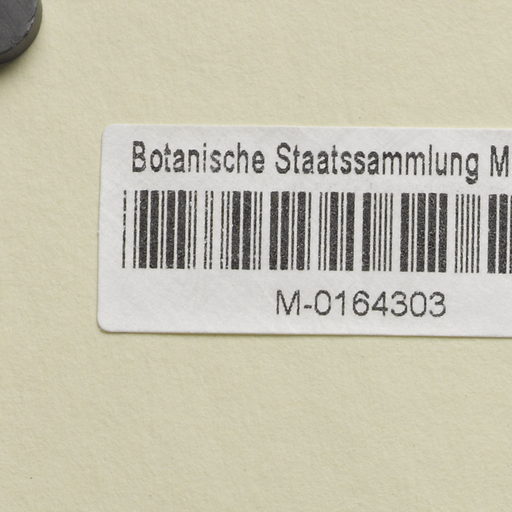 Botanische Staatssammlung M
M-0164303